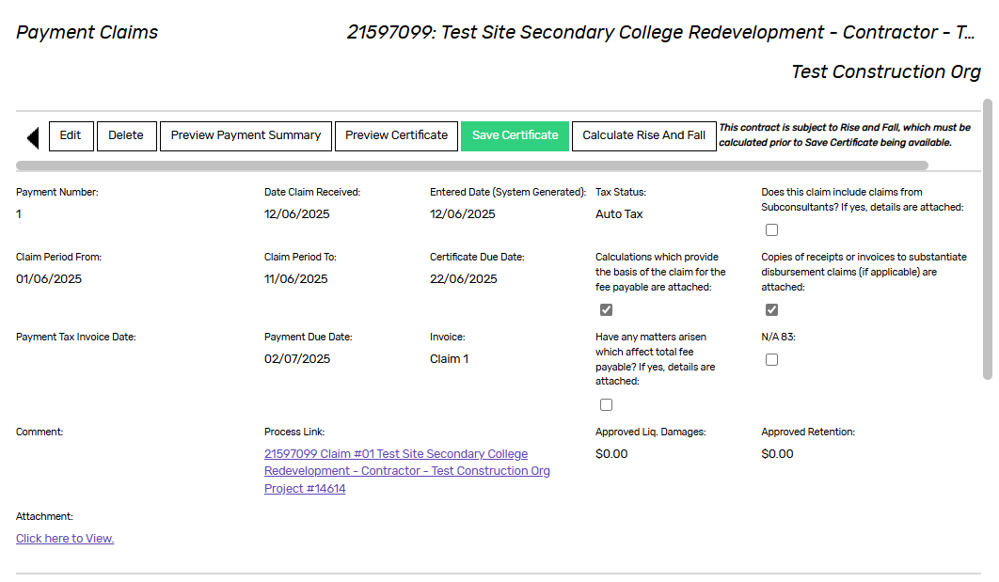 Payment Claims
21597099: Test Site Secondary College Redevelopment - Contractor - T...
Test Construction Org
Edit
Delete
Preview Payment Summary
Preview Certificate
Save Certificate
Calculate Rise And Fall
This contract is subject to Rise and Fall, which must be
calculated prior to Save Certificate being available.
Payment Number:
1
Date Claim Received:
12/06/2025
Entered Date (System Generated):
12/06/2025
Tax Status:
Auto Tax
Does this claim include claims from
Subconsultants? If yes, details are attached:
Claim Period From:
01/06/2025
Claim Period To:
11/06/2025
Certificate Due Date:
22/06/2025
Calculations which provide
the basis of the claim for the
fee payable are attached:
Copies of receipts or invoices to substantiate
disbursement claims (if applicable) are
attached:
Payment Tax Invoice Date:
Payment Due Date:
02/07/2025
Invoice:
Claim 1
Have any matters arisen
which affect total fee
payable? If yes, details are
attached:
N/A 83:
Comment:
Process Link:
21597099 Claim #01 Test Site Secondary College
Redevelopment - Contractor - Test Construction Org
Project #14614
Approved Liq. Damages:
$0.00
Approved Retention:
$0.00
Attachment:
Click here to View.